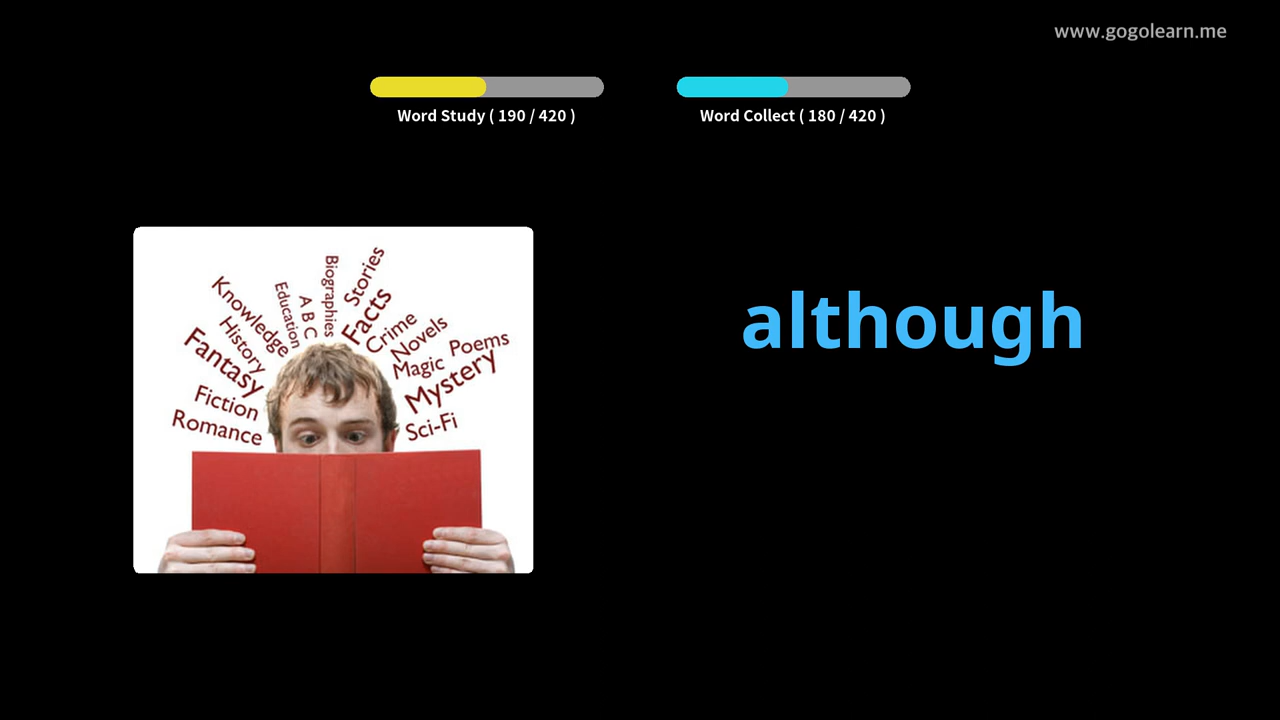 www.gogolearn.me
Word Study ( 190 / 420 )
Word Collect ( 180 / 420 )
although
Romance
Fiction
Fantasy
History
Knowledge
Education
A B C
Biographies
Stories
Facts
Crime
Novels
Magic
Poems
Mystery
Sci-Fi